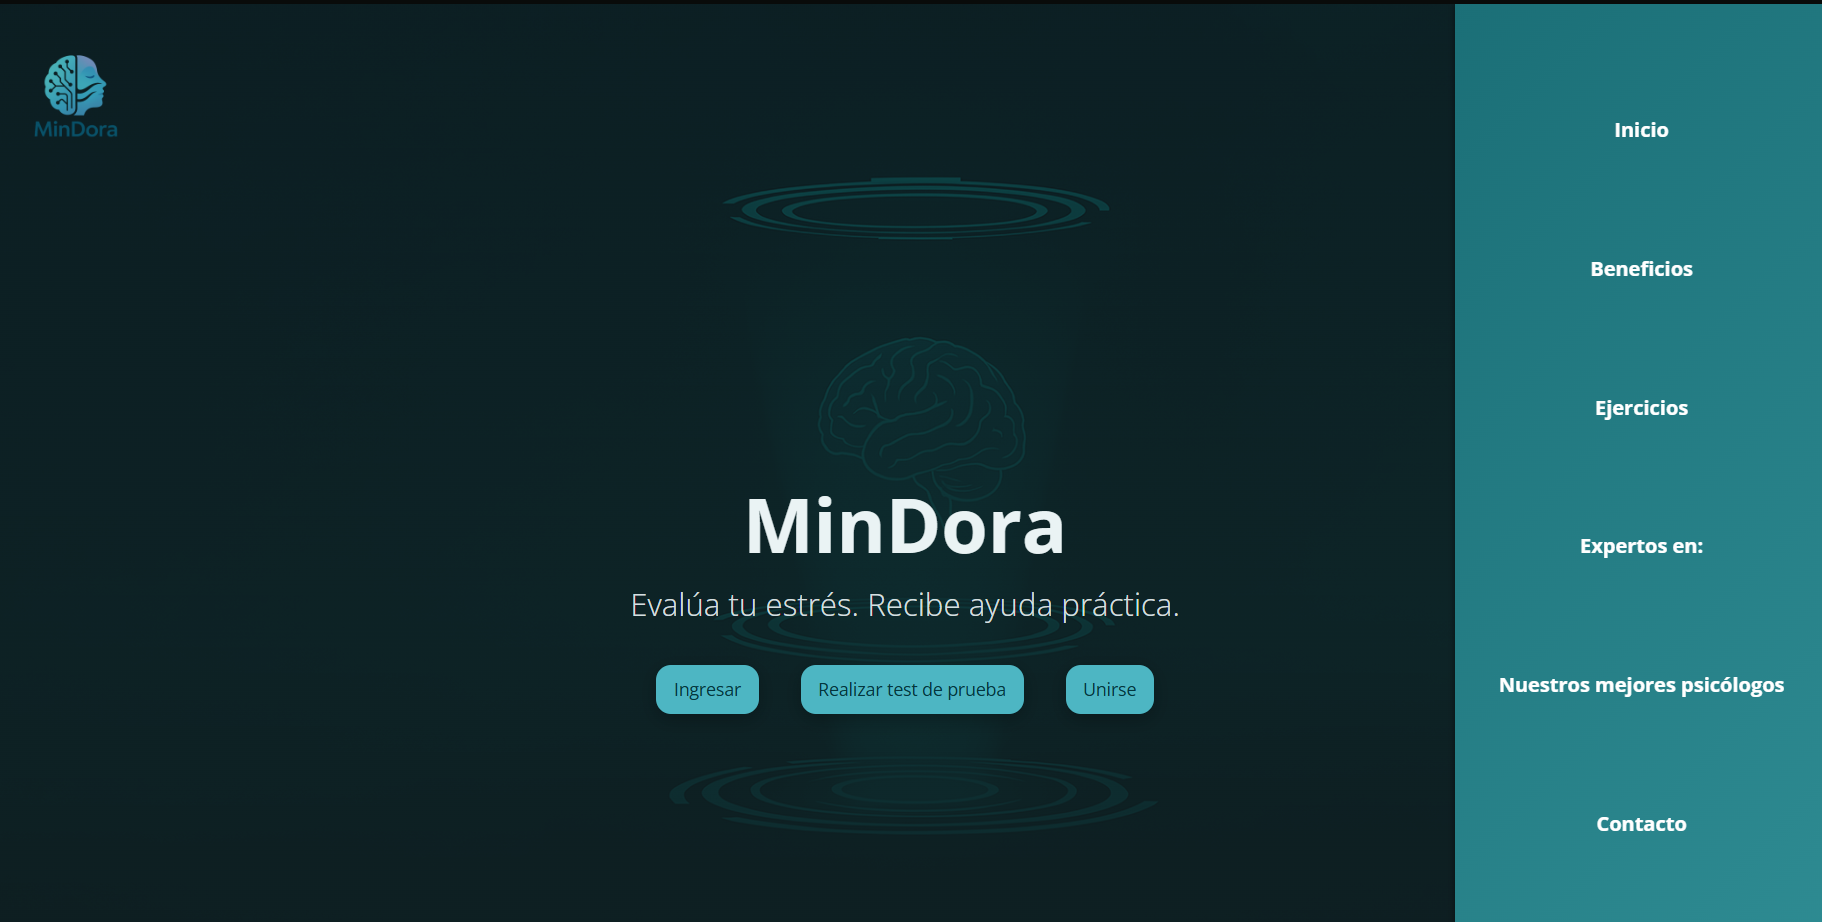 MinDora
MinDora
Evalúa tu estrés. Recibe ayuda práctica.
Ingresar
Realizar test de prueba
Unirse
Inicio
Beneficios
Ejercicios
Expertos en:
Nuestros mejores psicólogos
Contacto